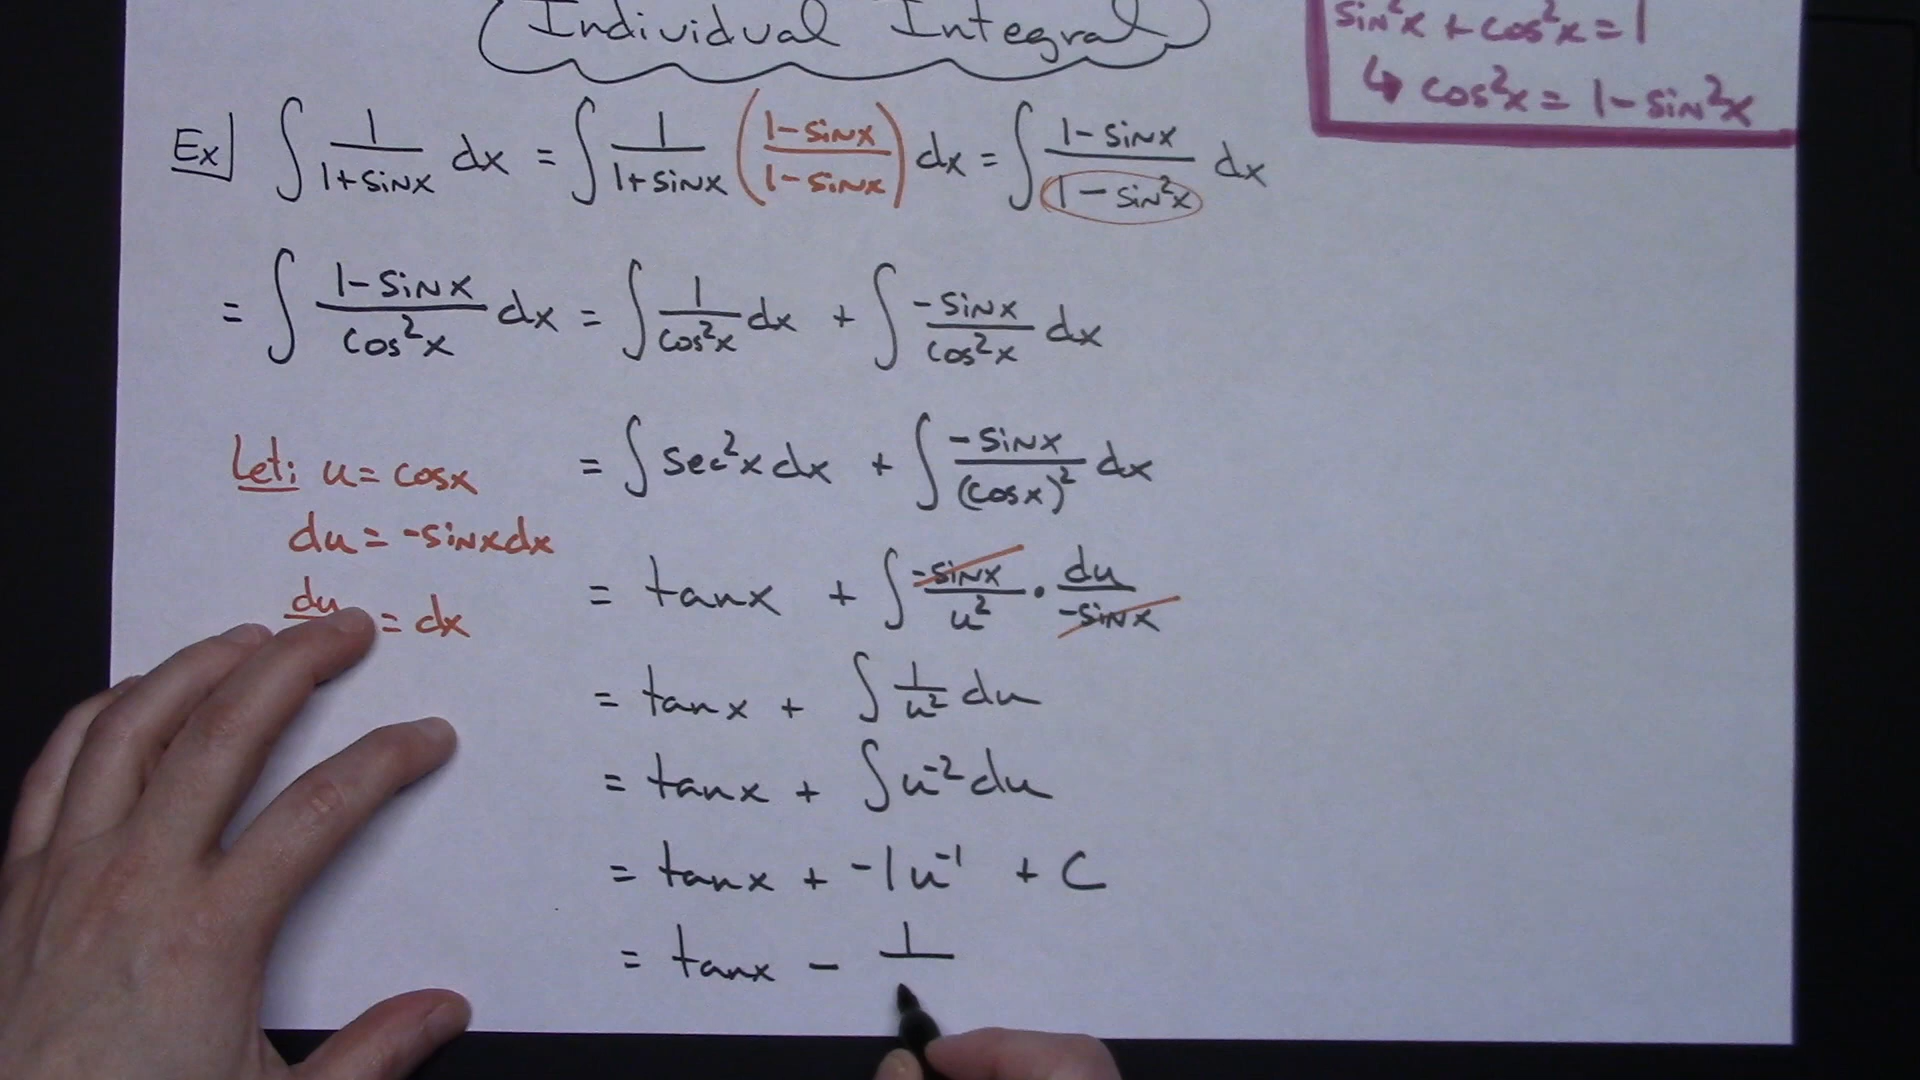 Individual Integral
sin²x + cos²x = 1
↳ cos²x = 1 - sin²x
Ex ∫ 1/(1+sinx) dx = ∫ 1/(1+sinx) ((1-sinx)/(1-sinx)) dx = ∫ (1-sinx)/(1-sin²x) dx
= ∫ (1-sinx)/(cos²x) dx = ∫ 1/(cos²x) dx + ∫ (-sinx)/(cos²x) dx
= ∫ sec²x dx + ∫ (-sinx)/(cosx)² dx
Let: u = cosx
du = -sinxdx
du = dx
= tanx + ∫ (-sinx)/(u²) · du/(-sinx)
= tanx + ∫ 1/u² du
= tanx + ∫ u⁻² du
= tanx + -1u⁻¹ + C
= tanx - 1